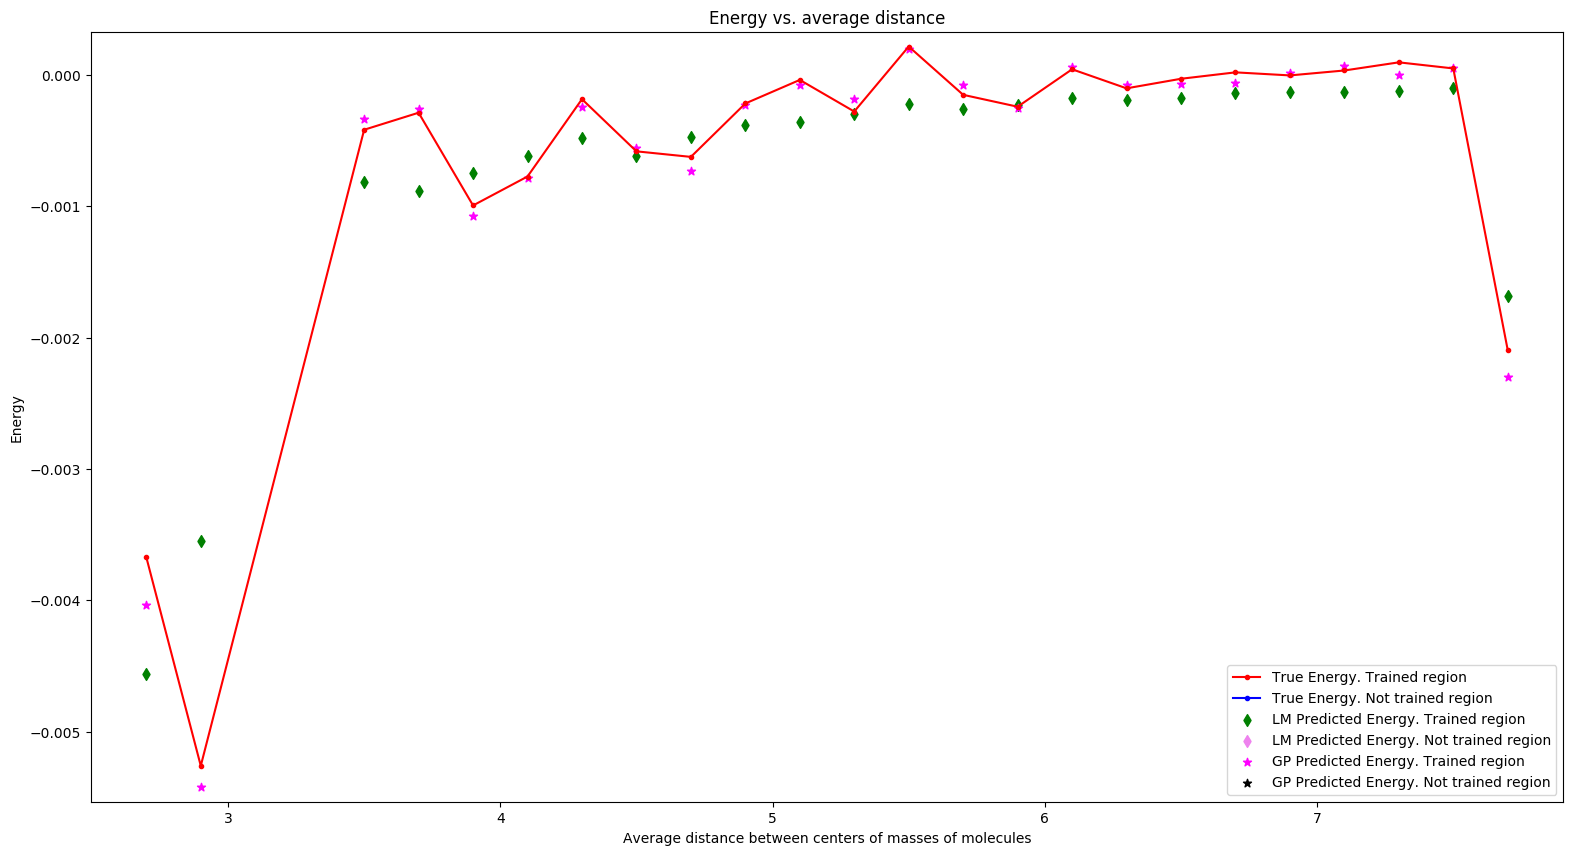 Energy vs. average distance
Energy
0.000
−0.001
−0.002
−0.003
−0.004
−0.005
3
4
5
6
7
Average distance between centers of masses of molecules
True Energy. Trained region
True Energy. Not trained region
LM Predicted Energy. Trained region
LM Predicted Energy. Not trained region
GP Predicted Energy. Trained region
GP Predicted Energy. Not trained region